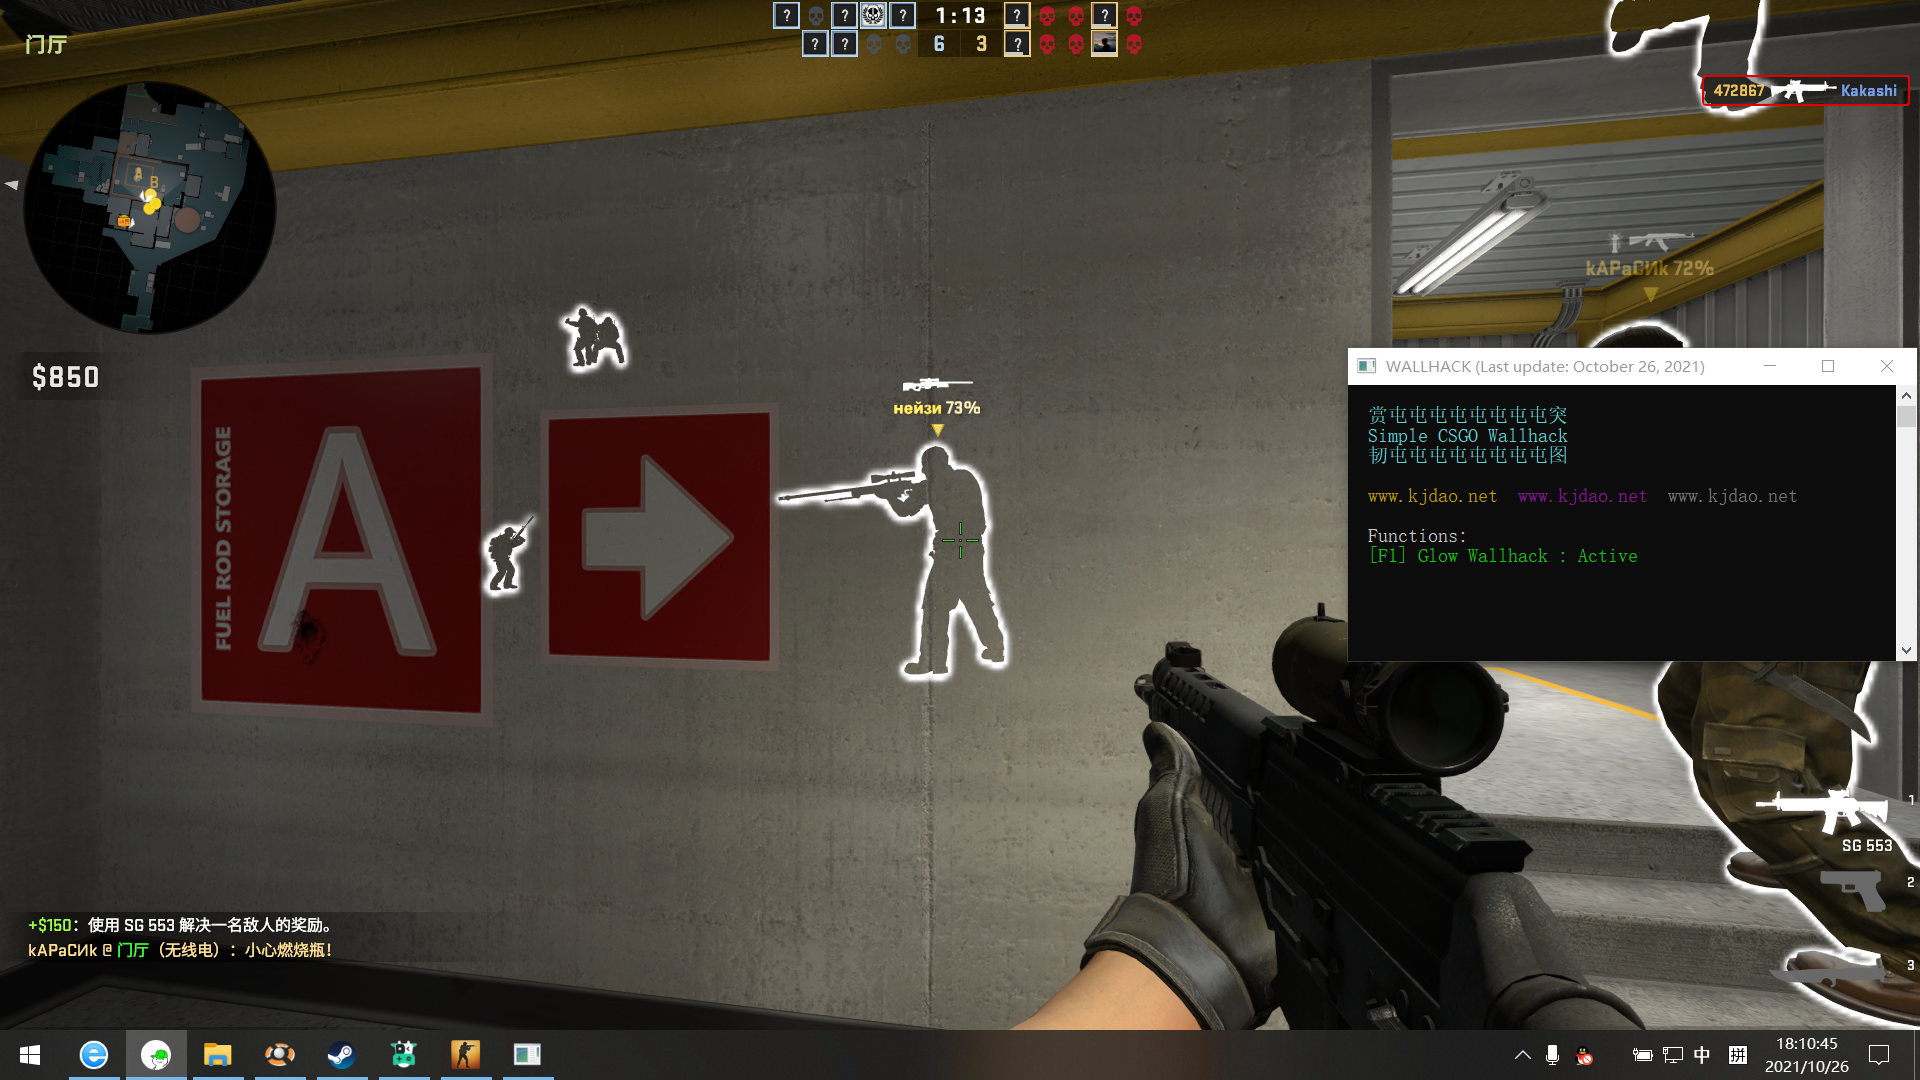 门厅
1:13
6 3
472867 Kakashi
A B
kAPaCИk 72%
$850
WALLHACK (Last update: October 26, 2021)
赏屯屯屯屯屯屯屯屯突
Simple CSGO Wallhack
韧屯屯屯屯屯屯屯屯图
www.kjdao.net www.kjdao.net www.kjdao.net
Functions:
[F1] Glow Wallhack : Active
нейзи 73%
FUEL ROD STORAGE
A
1
SG 553
2
3
+$150：使用 SG 553 解决一名敌人的奖励。
kAPaCИk @ 门厅（无线电）：小心燃烧瓶！
中 拼
18:10:45
2021/10/26